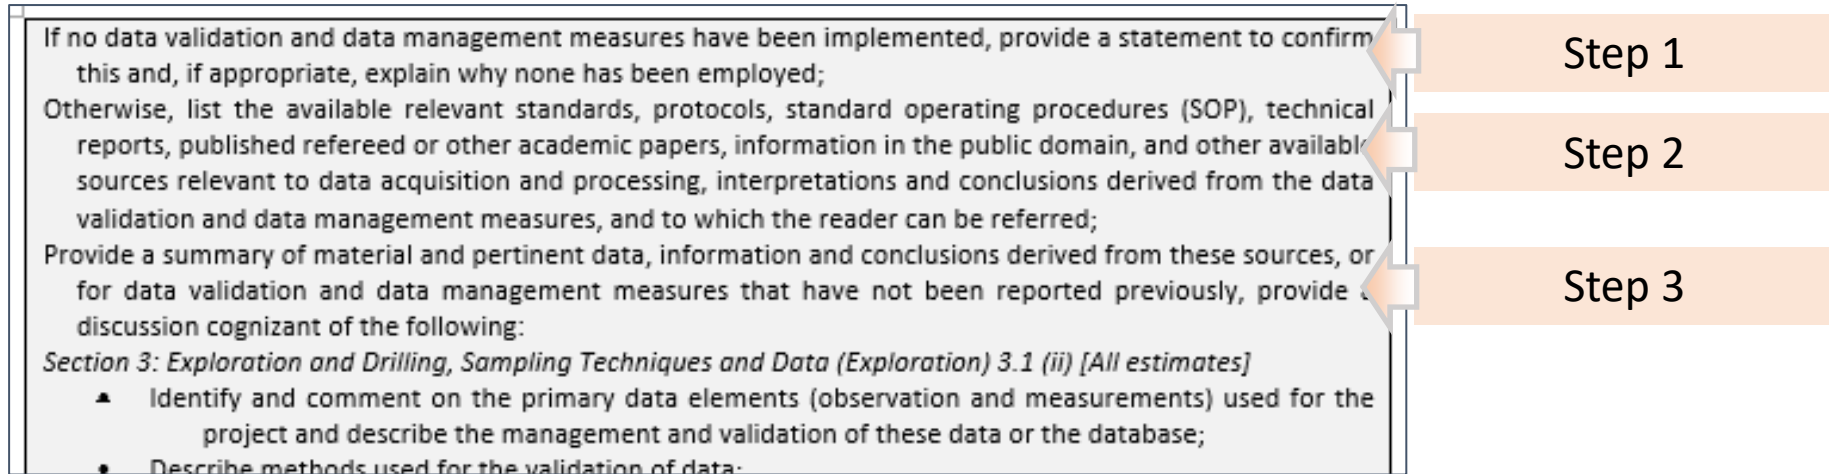 If no data validation and data management measures have been implemented, provide a statement to confirm
this and, if appropriate, explain why none has been employed;
Otherwise, list the available relevant standards, protocols, standard operating procedures (SOP), technical
reports, published refereed or other academic papers, information in the public domain, and other available
sources relevant to data acquisition and processing, interpretations and conclusions derived from the data
validation and data management measures, and to which the reader can be referred;
Provide a summary of material and pertinent data, information and conclusions derived from these sources, or
for data validation and data management measures that have not been reported previously, provide a
discussion cognizant of the following:
Section 3: Exploration and Drilling, Sampling Techniques and Data (Exploration) 3.1 (ii) [All estimates]
Identify and comment on the primary data elements (observation and measurements) used for the
project and describe the management and validation of these data or the database;
• Describe methods used for the validation of data;
Step 1
Step 2
Step 3